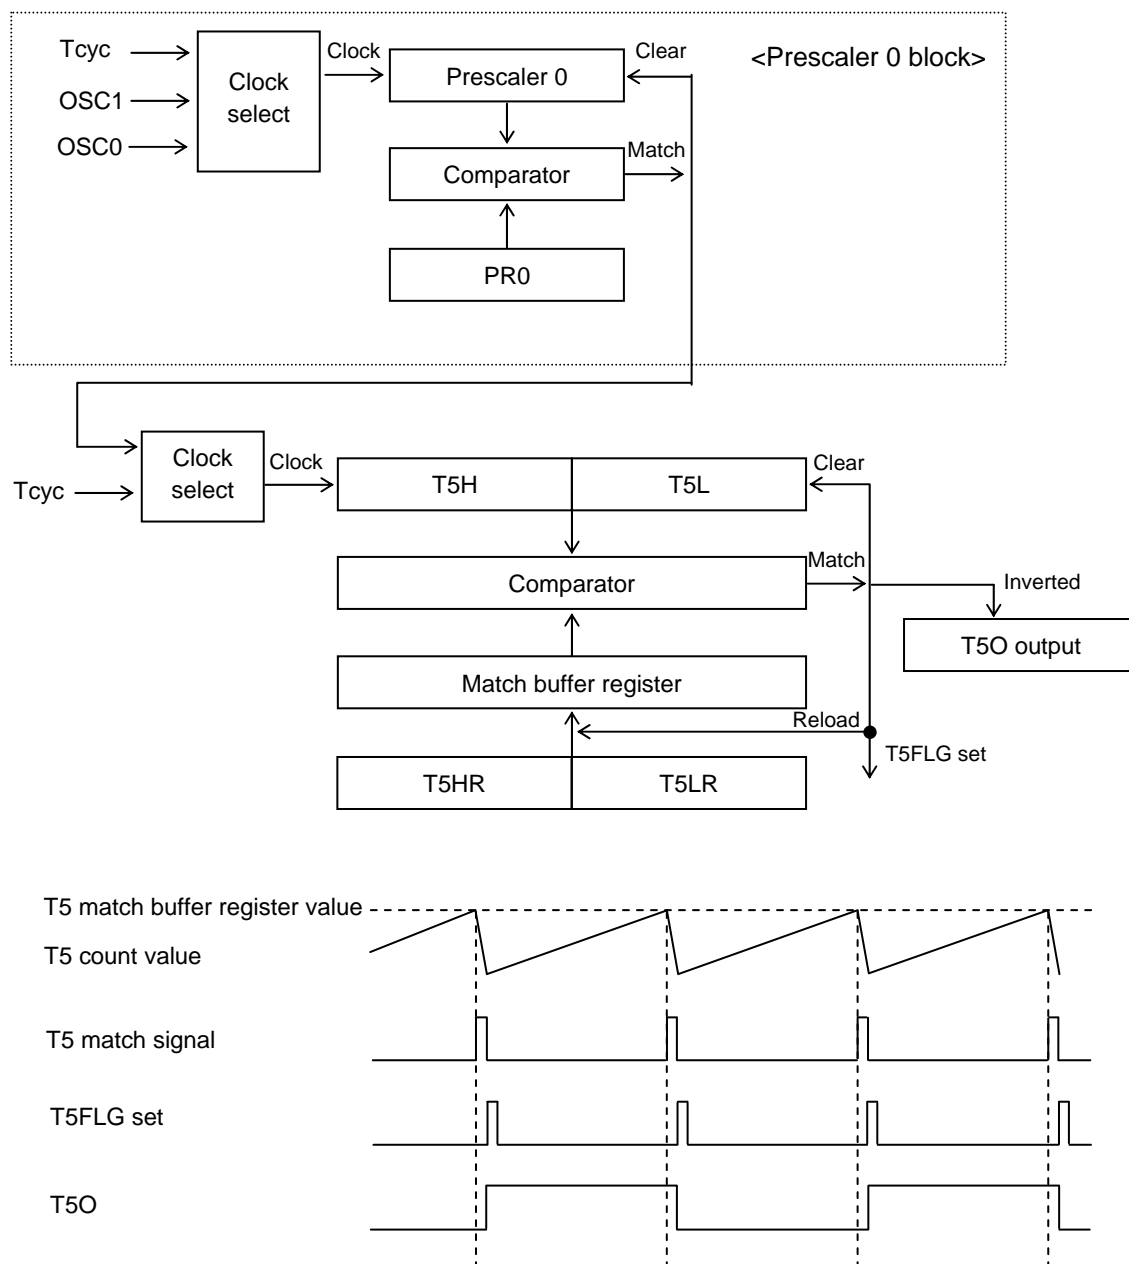 Tcyc
OSC1
OSC0
Clock
select
Clock
Prescaler 0
Clear
<Prescaler 0 block>
Comparator
Match
PR0
Tcyc
Clock
select
Clock
T5H
T5L
Clear
Comparator
Match
Inverted
T5O output
Match buffer register
Reload
T5FLG set
T5HR
T5LR
T5 match buffer register value
T5 count value
T5 match signal
T5FLG set
T5O